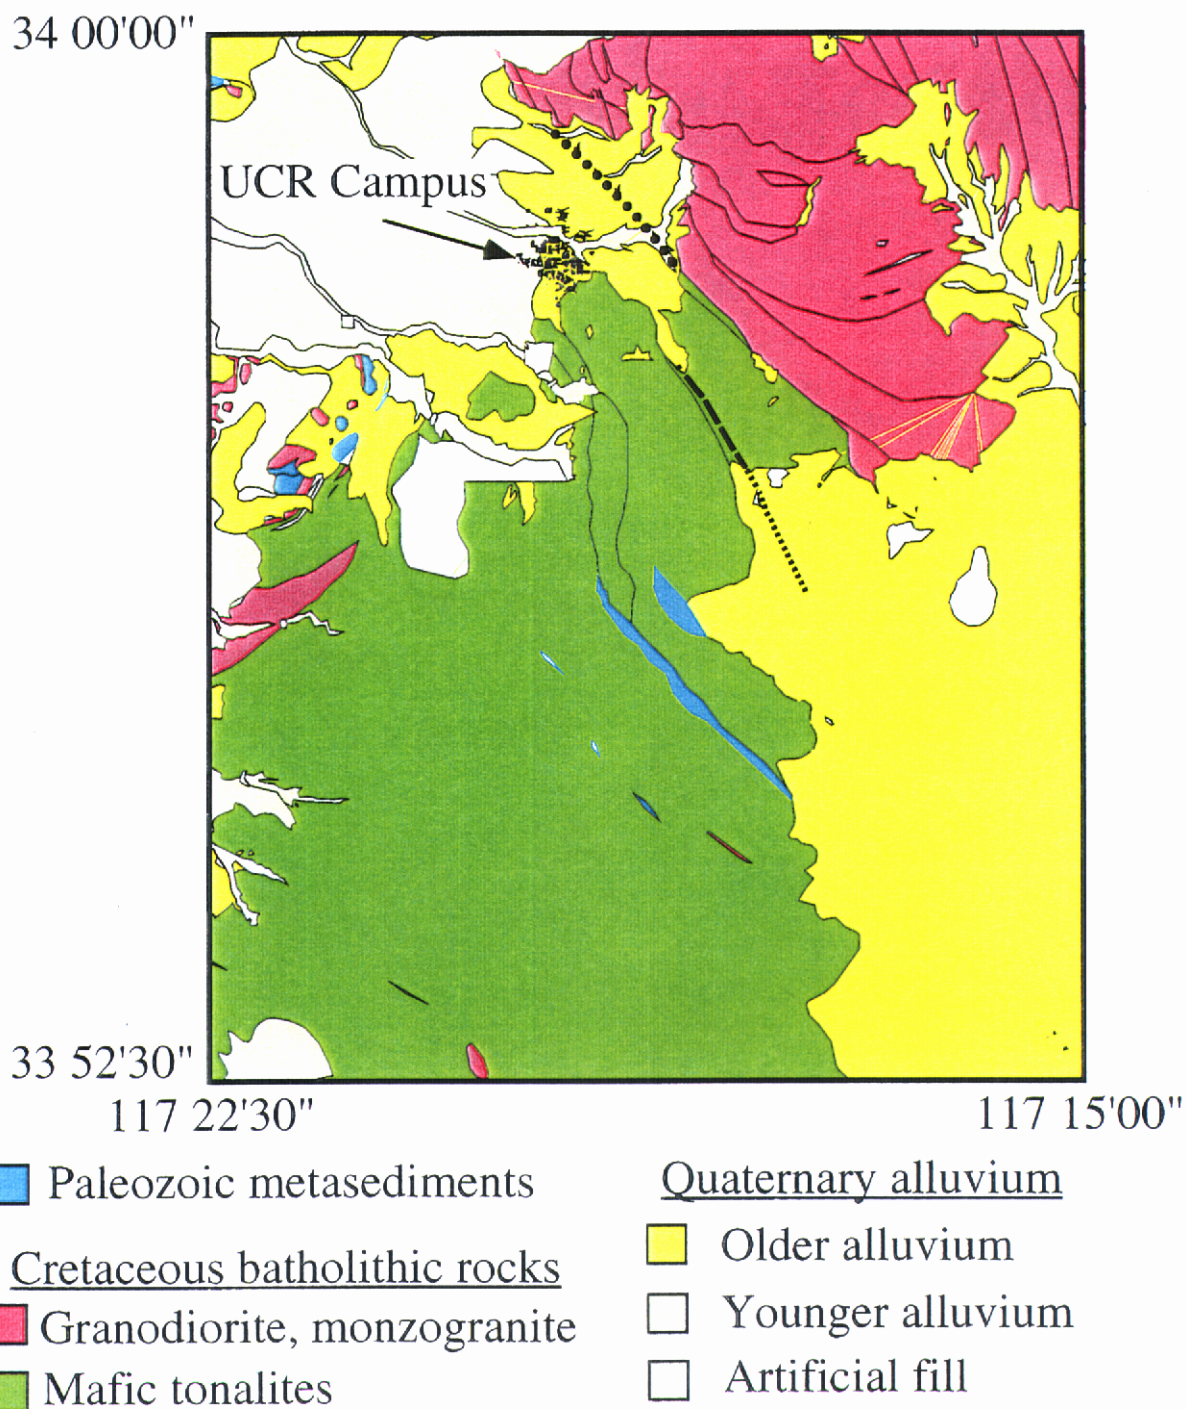 34 00'00"
UCR Campus
33 52'30"
117 22'30"
117 15'00"
Paleozoic metasediments
Cretaceous batholithic rocks
Granodiorite, monzogranite
Mafic tonalites
Quaternary alluvium
Older alluvium
Younger alluvium
Artificial fill